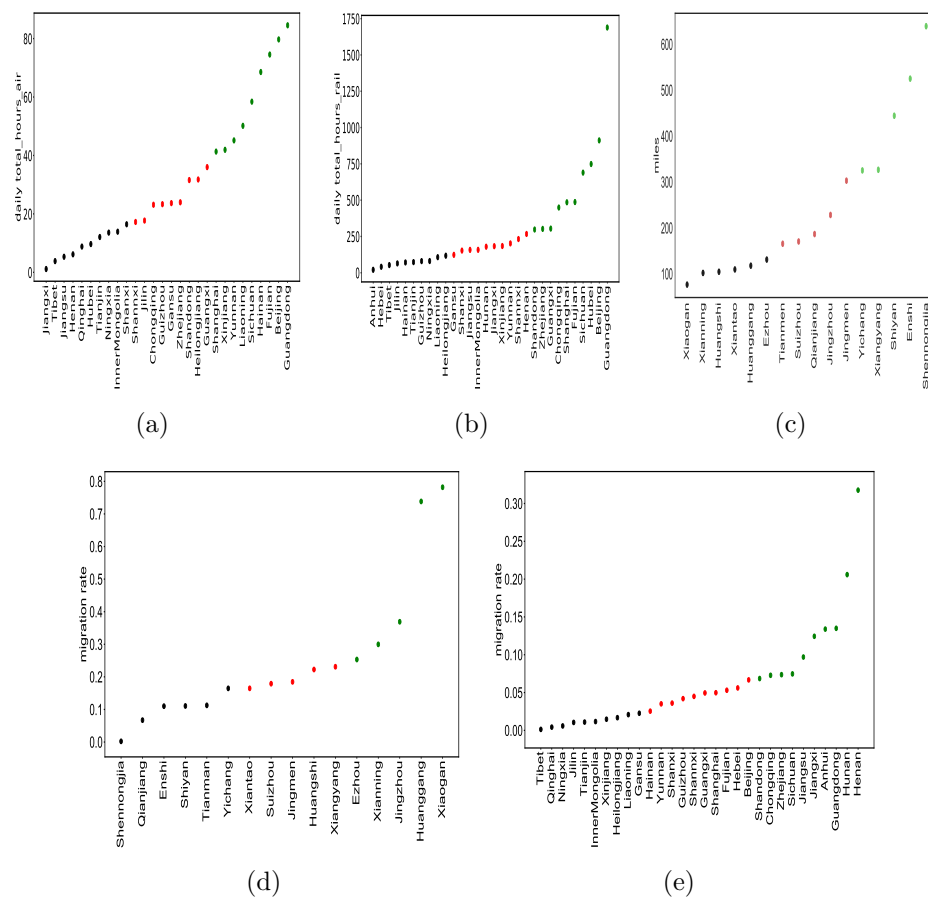 daily total_hours_air
80
60
40
20
0
Jiangxi
Tibet
Jiangsu
Henan
Qinghai
Hubei
Tianjin
Ningxia
InnerMongolia
Shanxi
Shannxi
Jilin
Chongqing
Guizhou
Gansu
Zhejiang
Shandong
Heilongjiang
Guangxi
Shanghai
Xinjiang
Yunnan
Liaoning
Sichuan
Hainan
Fujian
Beijing
Guangdong
(a)
daily total_hours_rail
1750
1500
1250
1000
750
500
250
0
Anhui
Hebei
Tibet
Jilin
Hainan
Tianjin
Guizhou
Ningxia
Liaoning
Heilongjiang
Gansu
Shanxi
Jiangsu
InnerMongolia
Hunan
Jiangxi
Xinjiang
Yunnan
Shannxi
Henan
Shandong
Zhejiang
Guangxi
Chongqing
Shanghai
Fujian
Sichuan
Hubei
Beijing
Guangdong
(b)
miles
600
500
400
300
200
100
Xiaogan
Xianning
Huangshi
Xiantao
Huanggang
Ezhou
Tianmen
Suizhou
Qianjiang
Jingzhou
Jingmen
Yichang
Xiangyang
Shiyan
Enshi
Shennonglia
(c)
migration rate
0.8
0.7
0.6
0.5
0.4
0.3
0.2
0.1
0.0
Shennongjia
Qianjiang
Enshi
Shiyan
Tianman
Yichang
Xiantao
Suizhou
Jingmen
Huangshi
Xiangyang
Ezhou
Xianning
Jingzhou
Huanggang
Xiaogan
(d)
migration rate
0.30
0.25
0.20
0.15
0.10
0.05
0.00
Tibet
Qinghai
Ningxia
Jilin
Tianjin
InnerMongolia
Xinjiang
Heilongjiang
Liaoning
Gansu
Hainan
Yunnan
Shanxi
Guizhou
Shannxi
Guangxi
Shanghai
Fujian
Hebei
Beijing
Shandong
Chongqing
Zhejiang
Sichuan
Jiangsu
Jiangxi
Anhui
Guangdong
Hunan
Henan
(e)